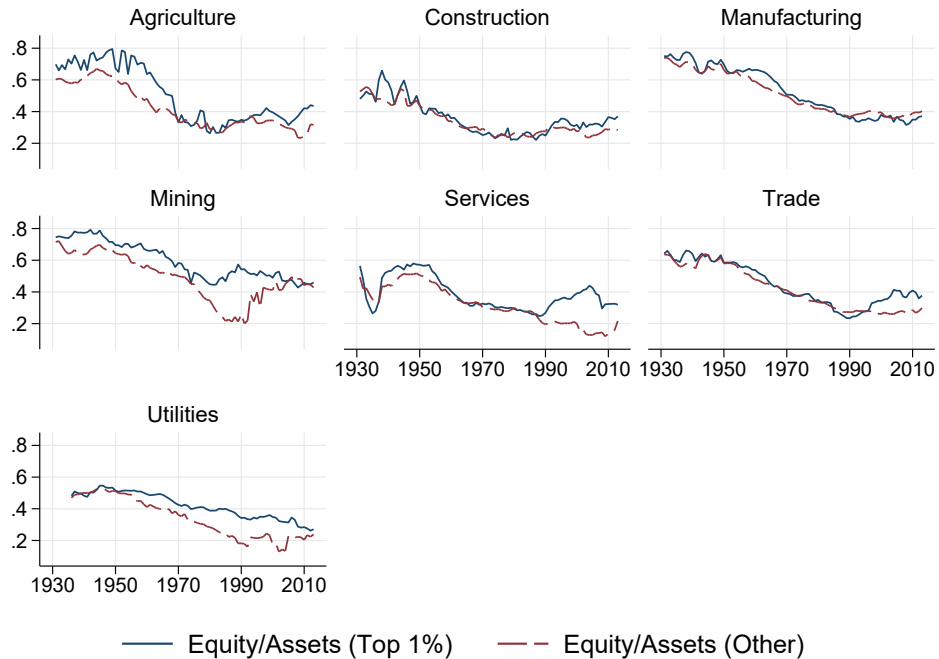 Agriculture
Construction
Manufacturing
.8
.6
.4
.2
Mining
Services
Trade
.8
.6
.4
.2
1930 1950 1970 1990 2010
1930 1950 1970 1990 2010
Utilities
.8
.6
.4
.2
1930 1950 1970 1990 2010
Equity/Assets (Top 1%) Equity/Assets (Other)